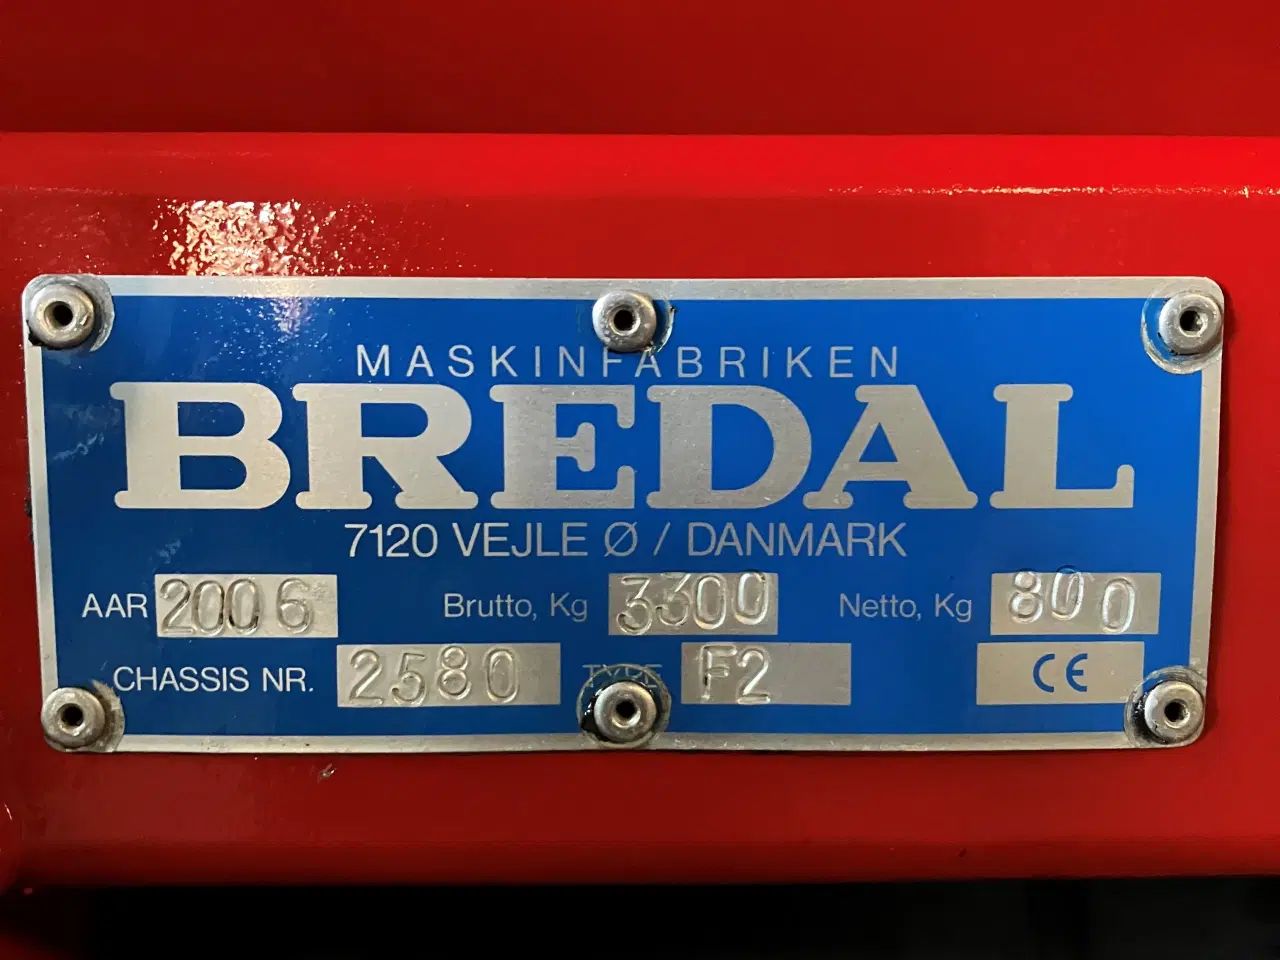 MASKINFABRIKEN
BREDAL
7120 VEJLE Ø / DANMARK
AAR 2006 Brutto, Kg 3300 Netto, Kg 800
CHASSIS NR. 2580 TYPE F2 CE